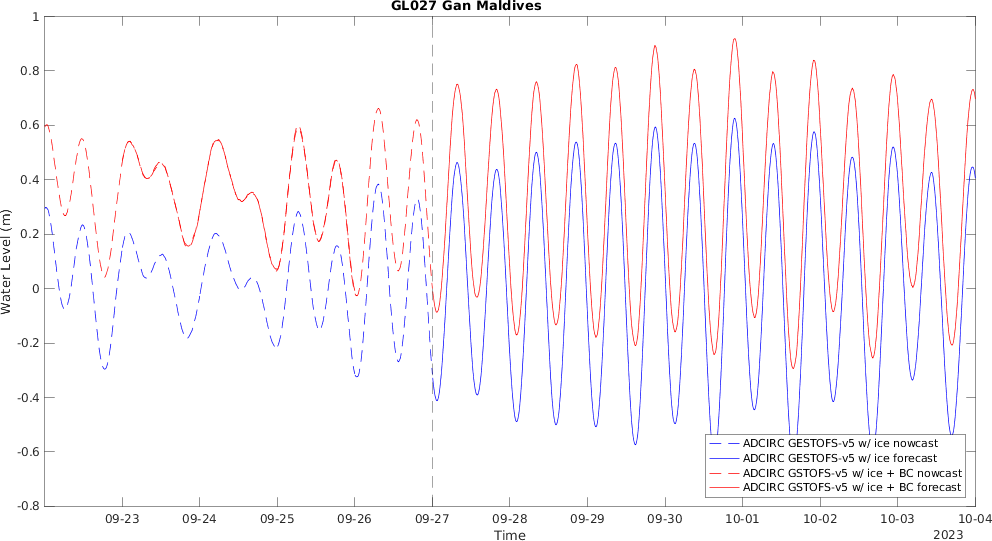 GL027 Gan Maldives
1
0.8
0.6
0.4
0.2
0
-0.2
-0.4
-0.6
-0.8
Water Level (m)
ADCIRC GESTOFS-v5 w/ ice nowcast
ADCIRC GESTOFS-v5 w/ ice forecast
ADCIRC GSTOFS-v5 w/ ice + BC nowcast
ADCIRC GSTOFS-v5 w/ ice + BC forecast
09-23 09-24 09-25 09-26 09-27 09-28 09-29 09-30 10-01 10-02 10-03 10-04
Time
2023